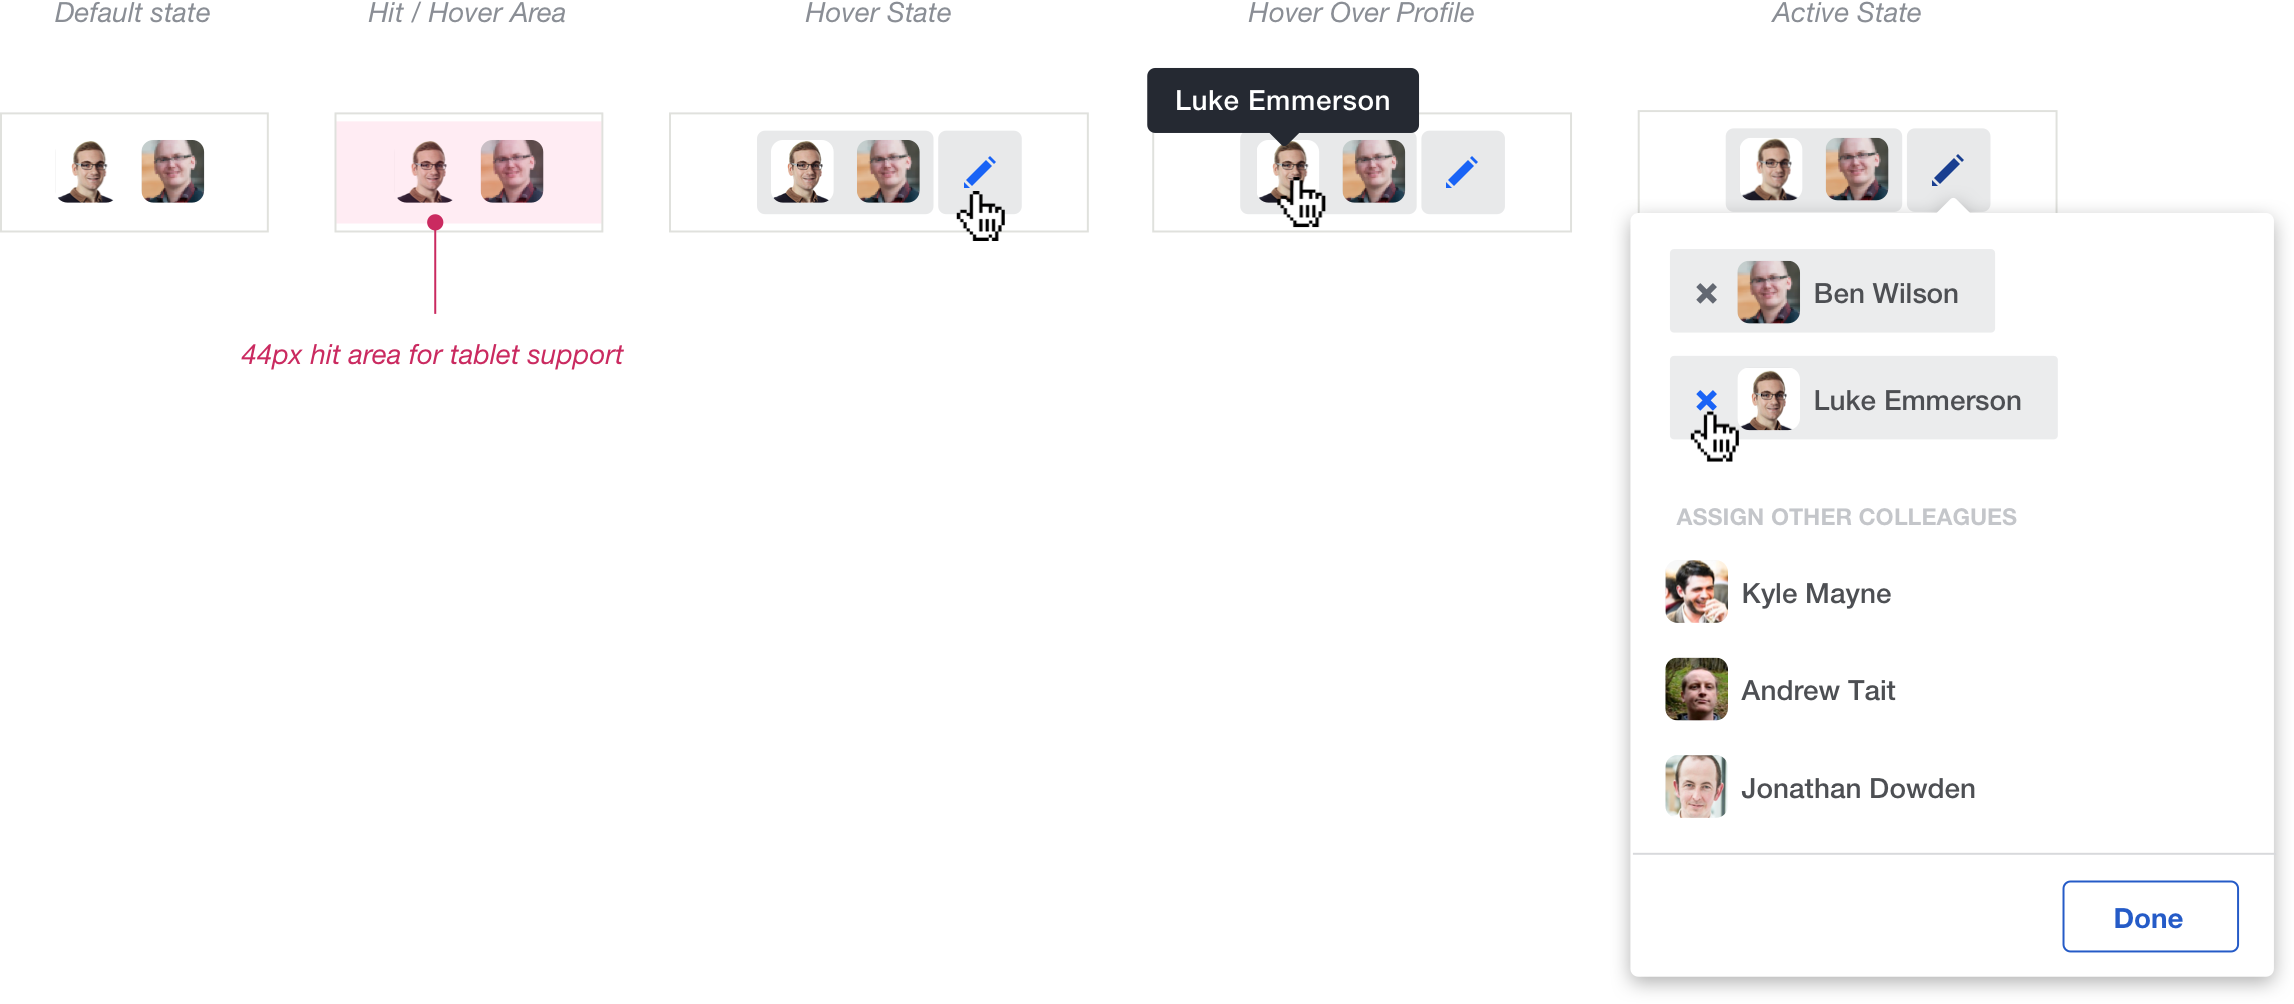 Default state
Hit / Hover Area
Hover State
Hover Over Profile
Active State
Luke Emmerson
44px hit area for tablet support
Ben Wilson
Luke Emmerson
ASSIGN OTHER COLLEAGUES
Kyle Mayne
Andrew Tait
Jonathan Dowden
Done